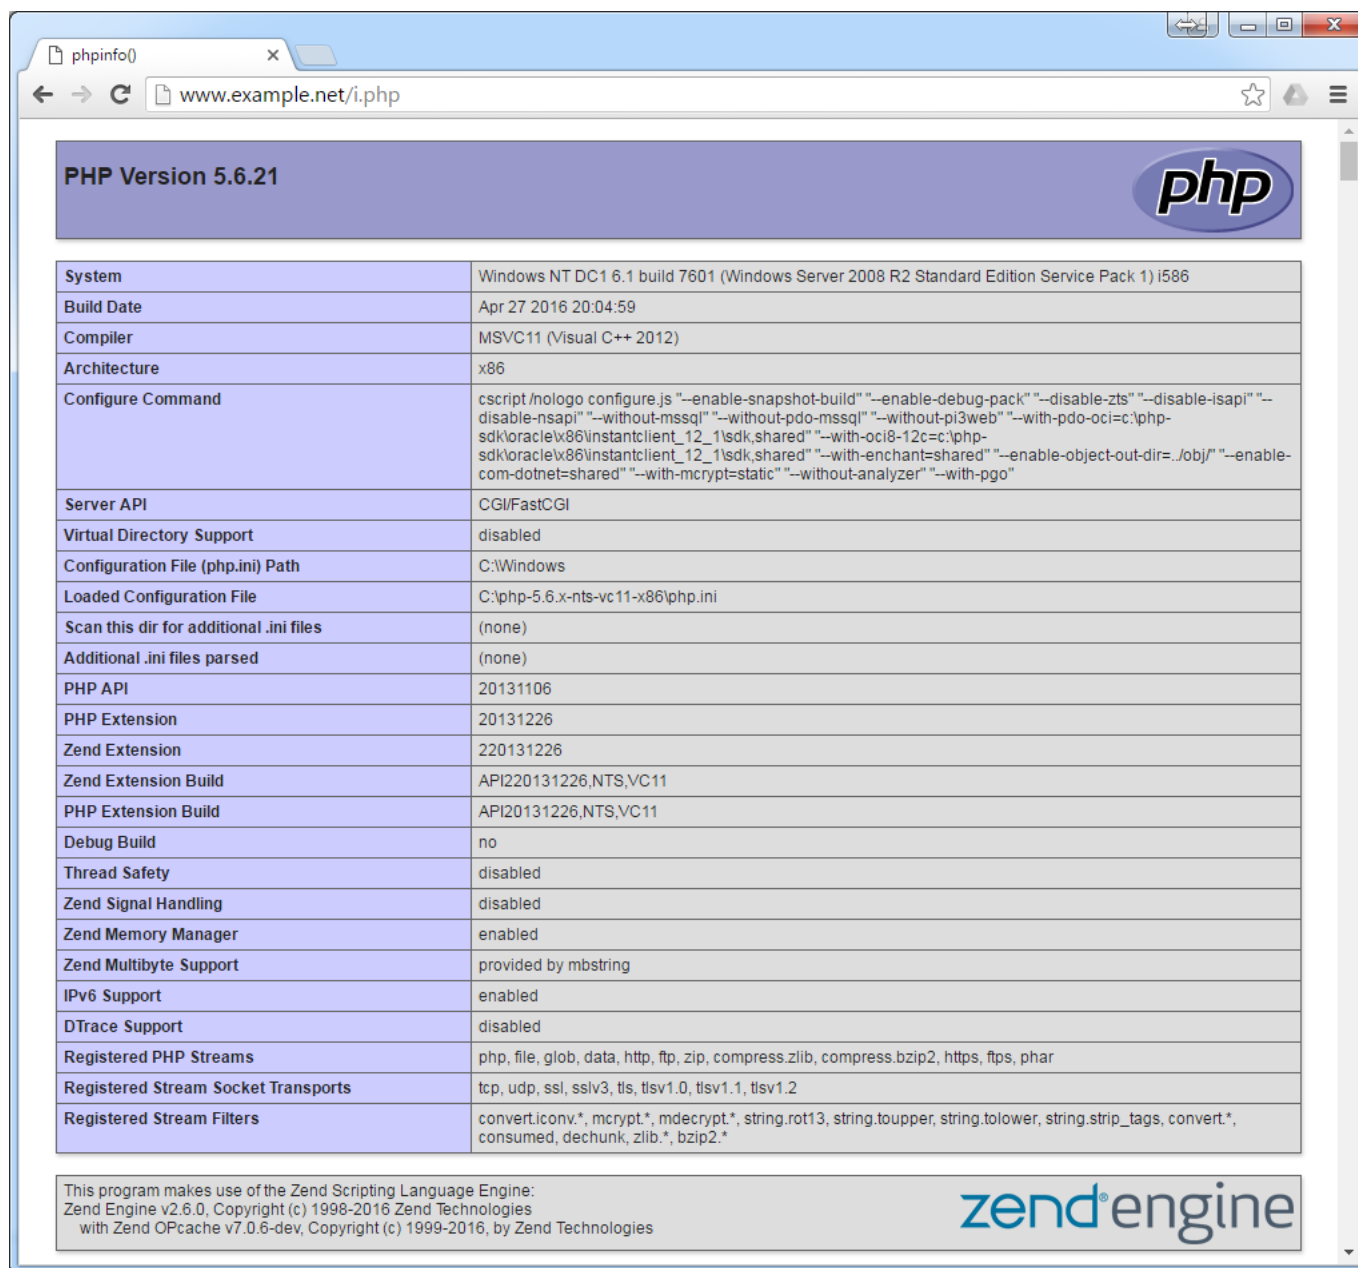 phpinfo()
www.example.net/i.php
PHP Version 5.6.21
php
System Windows NT DC1 6.1 build 7601 (Windows Server 2008 R2 Standard Edition Service Pack 1) i586
Build Date Apr 27 2016 20:04:59
Compiler MSVC11 (Visual C++ 2012)
Architecture x86
Configure Command cscript /nologo configure.js "--enable-snapshot-build" "--enable-debug-pack" "--disable-zts" "--disable-isapi" "--
disable-nsapi" "--without-mssql" "--without-pdo-mssql" "--without-pi3web" "--with-pdo-oci=c:\php-
sdk\oracle\x86\instantclient_12_1\sdk,shared" "--with-oci8-12c=c:\php-
sdk\oracle\x86\instantclient_12_1\sdk,shared" "--with-enchant=shared" "--enable-object-out-dir=../obj/" "--enable-
com-dotnet=shared" "--with-mcrypt=static" "--without-analyzer" "--with-pgo"
Server API CGI/FastCGI
Virtual Directory Support disabled
Configuration File (php.ini) Path C:\Windows
Loaded Configuration File C:\php-5.6.x-nts-vc11-x86\php.ini
Scan this dir for additional .ini files (none)
Additional .ini files parsed (none)
PHP API 20131106
PHP Extension 20131226
Zend Extension 220131226
Zend Extension Build API220131226,NTS,VC11
PHP Extension Build API20131226,NTS,VC11
Debug Build no
Thread Safety disabled
Zend Signal Handling disabled
Zend Memory Manager enabled
Zend Multibyte Support provided by mbstring
IPv6 Support enabled
DTrace Support disabled
Registered PHP Streams php, file, glob, data, http, ftp, zip, compress.zlib, compress.bzip2, https, ftps, phar
Registered Stream Socket Transports tcp, udp, ssl, sslv3, tls, tlsv1.0, tlsv1.1, tlsv1.2
Registered Stream Filters convert.iconv.*, mcrypt.*, mdecrypt.*, string.rot13, string.toupper, string.tolower, string.strip_tags, convert.*,
consumed, dechunk, zlib.*, bzip2.*
This program makes use of the Zend Scripting Language Engine:
Zend Engine v2.6.0, Copyright (c) 1998-2016 Zend Technologies
with Zend OPcache v7.0.6-dev, Copyright (c) 1999-2016, by Zend Technologies
zend engine